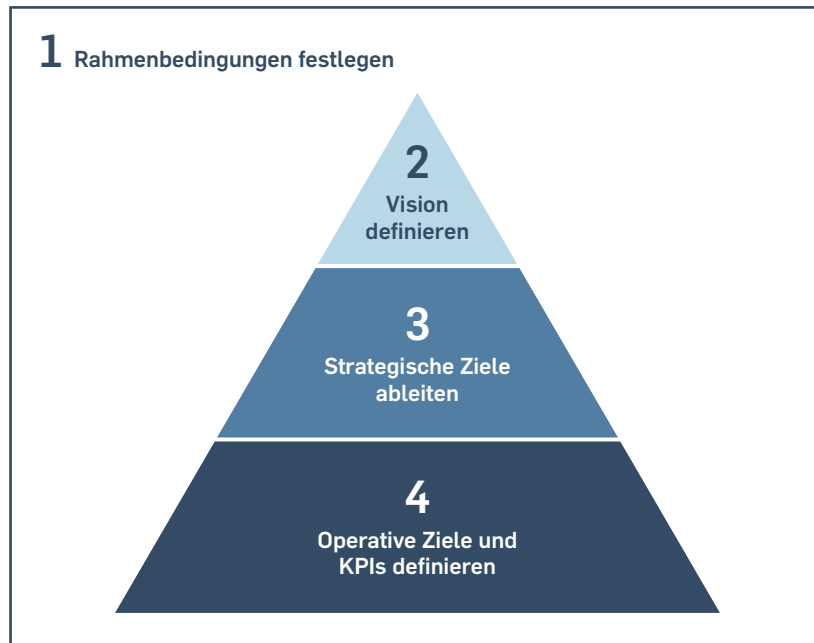 1 Rahmenbedingungen festlegen
2
Vision
definieren
3
Strategische Ziele
ableiten
4
Operative Ziele und
KPIs definieren